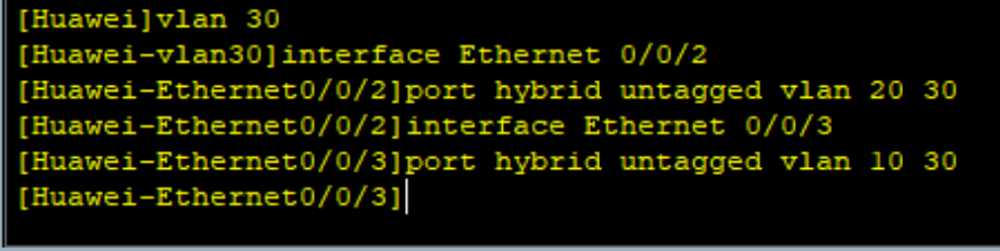 [Huawei]vlan 30
[Huawei-vlan30]interface Ethernet 0/0/2
[Huawei-Ethernet0/0/2]port hybrid untagged vlan 20 30
[Huawei-Ethernet0/0/2]interface Ethernet 0/0/3
[Huawei-Ethernet0/0/3]port hybrid untagged vlan 10 30
[Huawei-Ethernet0/0/3]